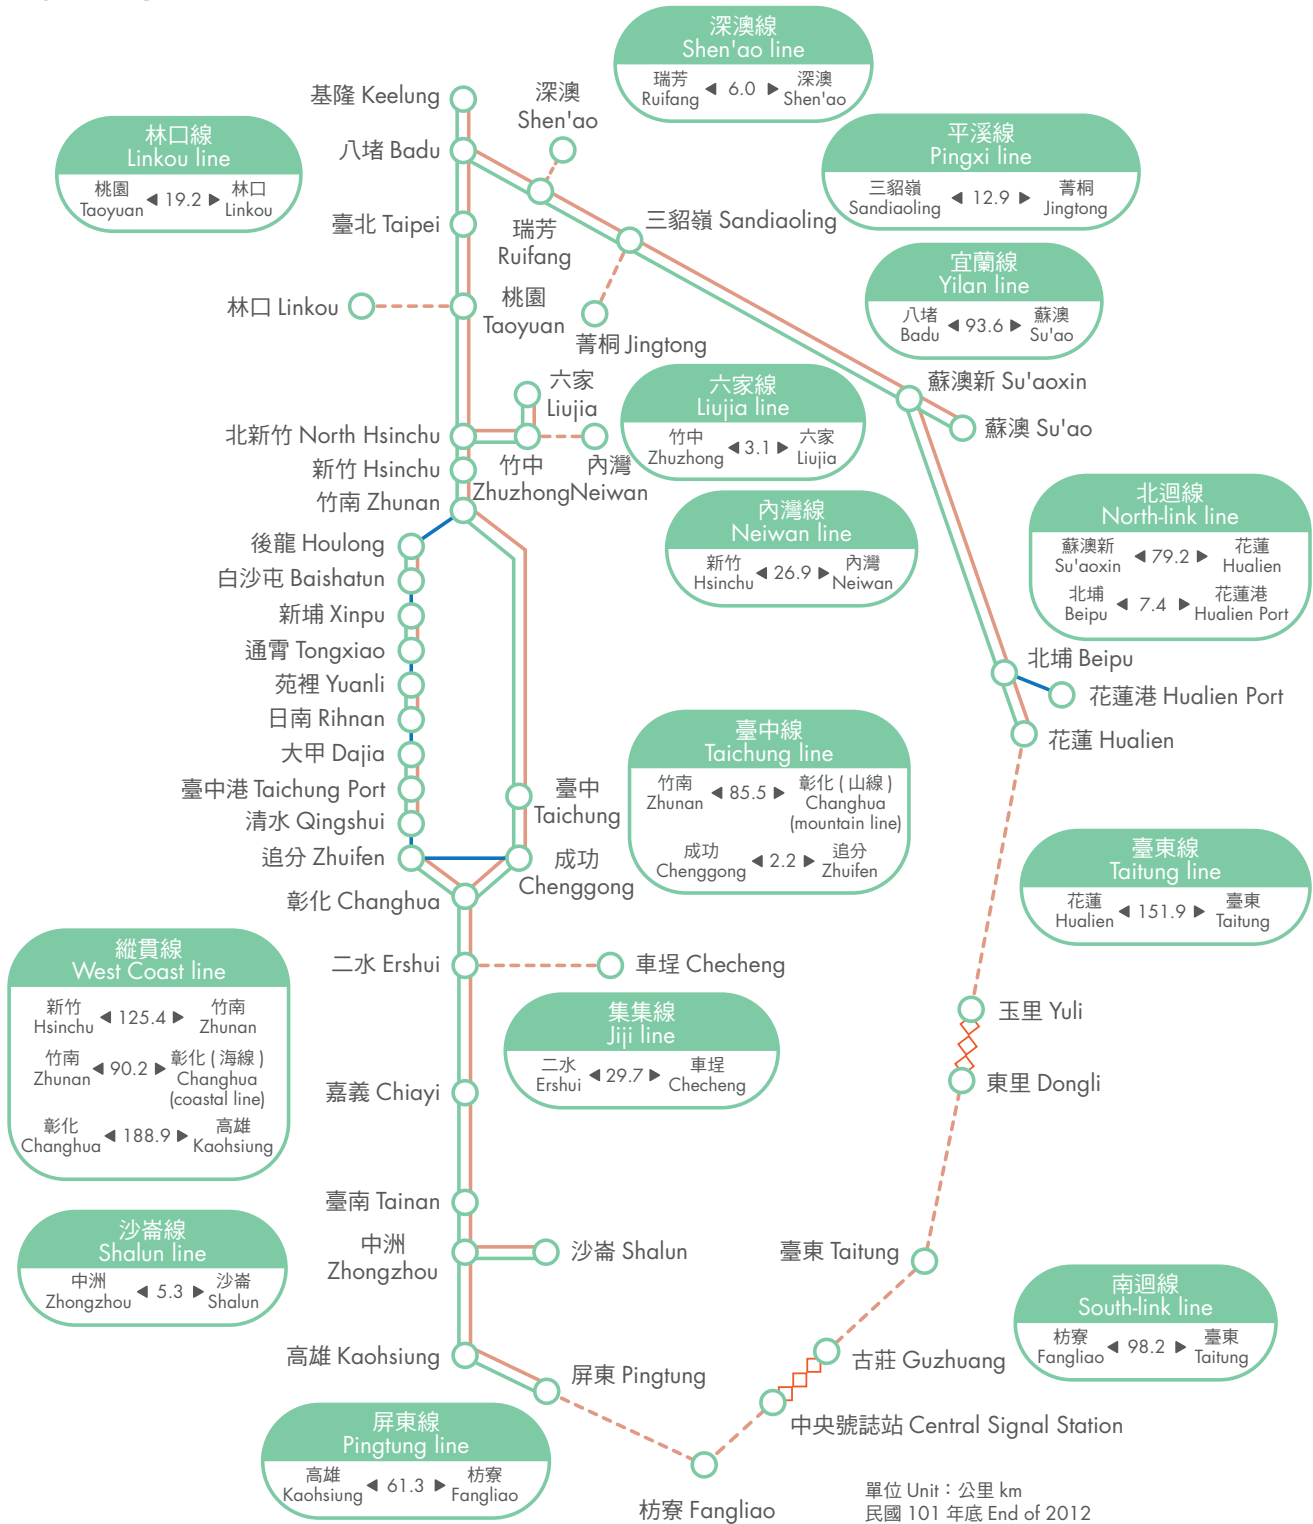 深澳線
Shen'ao line
瑞芳 Ruifang ◀ 6.0 ▶ 深澳 Shen'ao
基隆 Keelung
深澳
Shen'ao
林口線
Linkou line
桃園 Taoyuan ◀ 19.2 ▶ 林口 Linkou
八堵 Badu
平溪線
Pingxi line
三貂嶺 Sandiaoling ◀ 12.9 ▶ 菁桐 Jingtong
臺北 Taipei
瑞芳
Ruifang
三貂嶺 Sandiaoling
宜蘭線
Yilan line
八堵 Badu ◀ 93.6 ▶ 蘇澳 Su'ao
林口 Linkou
桃園
Taoyuan
菁桐 Jingtong
六家
Liujia
六家線
Liujia line
竹中 Zhuzhong ◀ 3.1 ▶ 六家 Liujia
蘇澳新 Su'aoxin
蘇澳 Su'ao
北新竹 North Hsinchu
新竹 Hsinchu
竹中
Zhuzhong
內灣
Neiwan
竹南 Zhunan
內灣線
Neiwan line
新竹 Hsinchu ◀ 26.9 ▶ 內灣 Neiwan
北迴線
North-link line
蘇澳新 Su'aoxin ◀ 79.2 ▶ 花蓮 Hualien
北埔 Beipu ◀ 7.4 ▶ 花蓮港 Hualien Port
後龍 Houlong
白沙屯 Baishatun
新埔 Xinpu
通霄 Tongxiao
苑裡 Yuanli
日南 Rihnan
大甲 Dajia
臺中港 Taichung Port
清水 Qingshui
追分 Zhuifen
北埔 Beipu
花蓮港 Hualien Port
花蓮 Hualien
臺中
Taichung
成功
Chenggong
臺中線
Taichung line
竹南 Zhunan ◀ 85.5 ▶ 彰化 ( 山線 ) Changhua (mountain line)
成功 Chenggong ◀ 2.2 ▶ 追分 Zhuifen
彰化 Changhua
臺東線
Taitung line
花蓮 Hualien ◀ 151.9 ▶ 臺東 Taitung
縱貫線
West Coast line
新竹 Hsinchu ◀ 125.4 ▶ 竹南 Zhunan
竹南 Zhunan ◀ 90.2 ▶ 彰化 ( 海線 ) Changhua (coastal line)
彰化 Changhua ◀ 188.9 ▶ 高雄 Kaohsiung
二水 Ershui
車埕 Checheng
集集線
Jiji line
二水 Ershui ◀ 29.7 ▶ 車埕 Checheng
玉里 Yuli
東里 Dongli
嘉義 Chiayi
臺南 Tainan
中洲
Zhongzhou
沙崙 Shalun
沙崙線
Shalun line
中洲 Zhongzhou ◀ 5.3 ▶ 沙崙 Shalun
臺東 Taitung
南迴線
South-link line
枋寮 Fangliao ◀ 98.2 ▶ 臺東 Taitung
高雄 Kaohsiung
屏東 Pingtung
古莊 Guzhuang
中央號誌站 Central Signal Station
屏東線
Pingtung line
高雄 Kaohsiung ◀ 61.3 ▶ 枋寮 Fangliao
枋寮 Fangliao
單位 Unit：公里 km
民國 101 年底 End of 2012